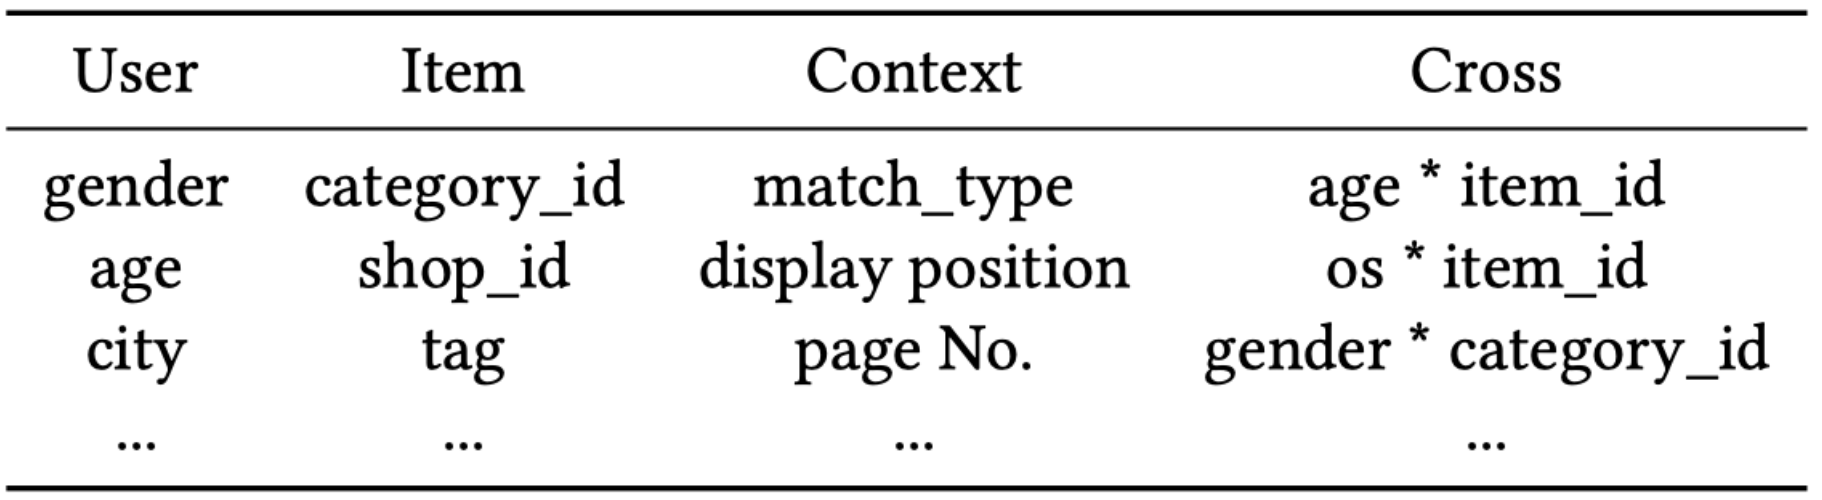 User Item Context Cross
gender category_id match_type age * item_id
age shop_id display position os * item_id
city tag page No. gender * category_id
... ... ... ...